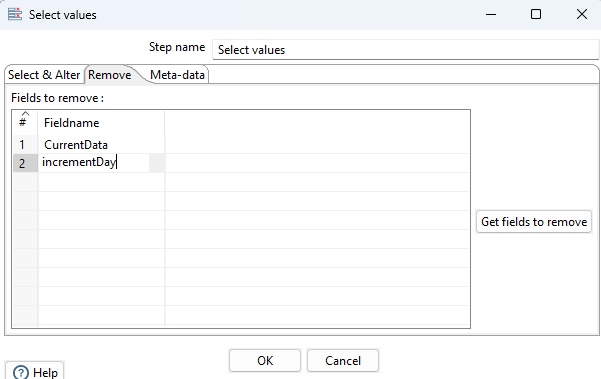 Select values
Step name Select values
Select & Alter Remove Meta-data
Fields to remove :
# Fieldname
1 CurrentData
2 incrementDay
Get fields to remove
OK Cancel
Help